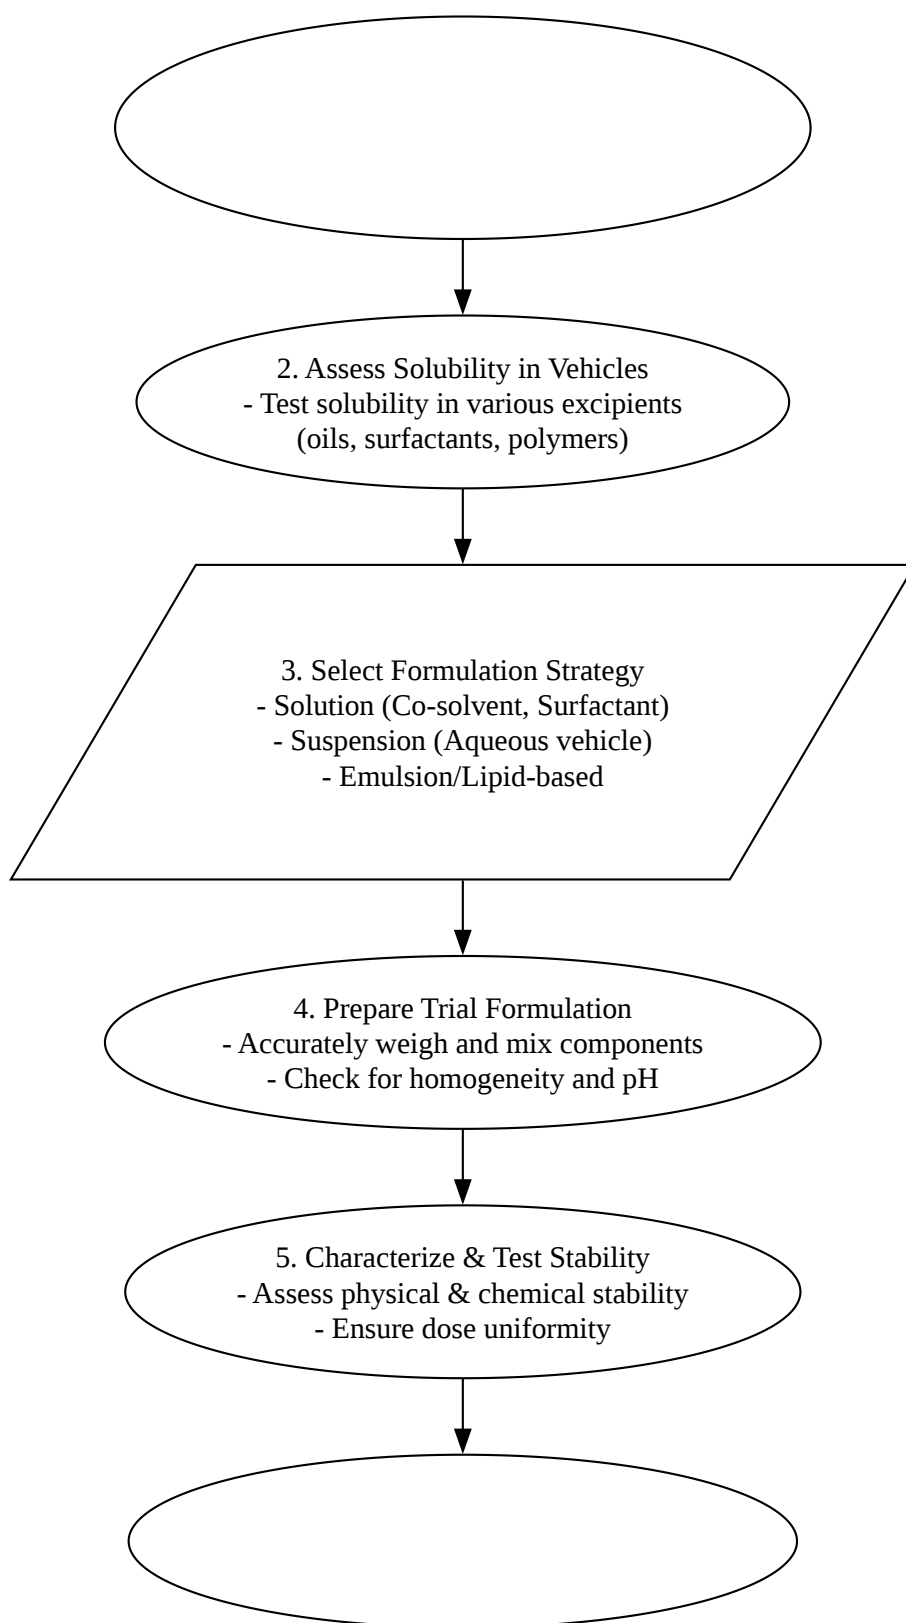 2. Assess Solubility in Vehicles
- Test solubility in various excipients
(oils, surfactants, polymers)
3. Select Formulation Strategy
- Solution (Co-solvent, Surfactant)
- Suspension (Aqueous vehicle)
- Emulsion/Lipid-based
4. Prepare Trial Formulation
- Accurately weigh and mix components
- Check for homogeneity and pH
5. Characterize & Test Stability
- Assess physical & chemical stability
- Ensure dose uniformity